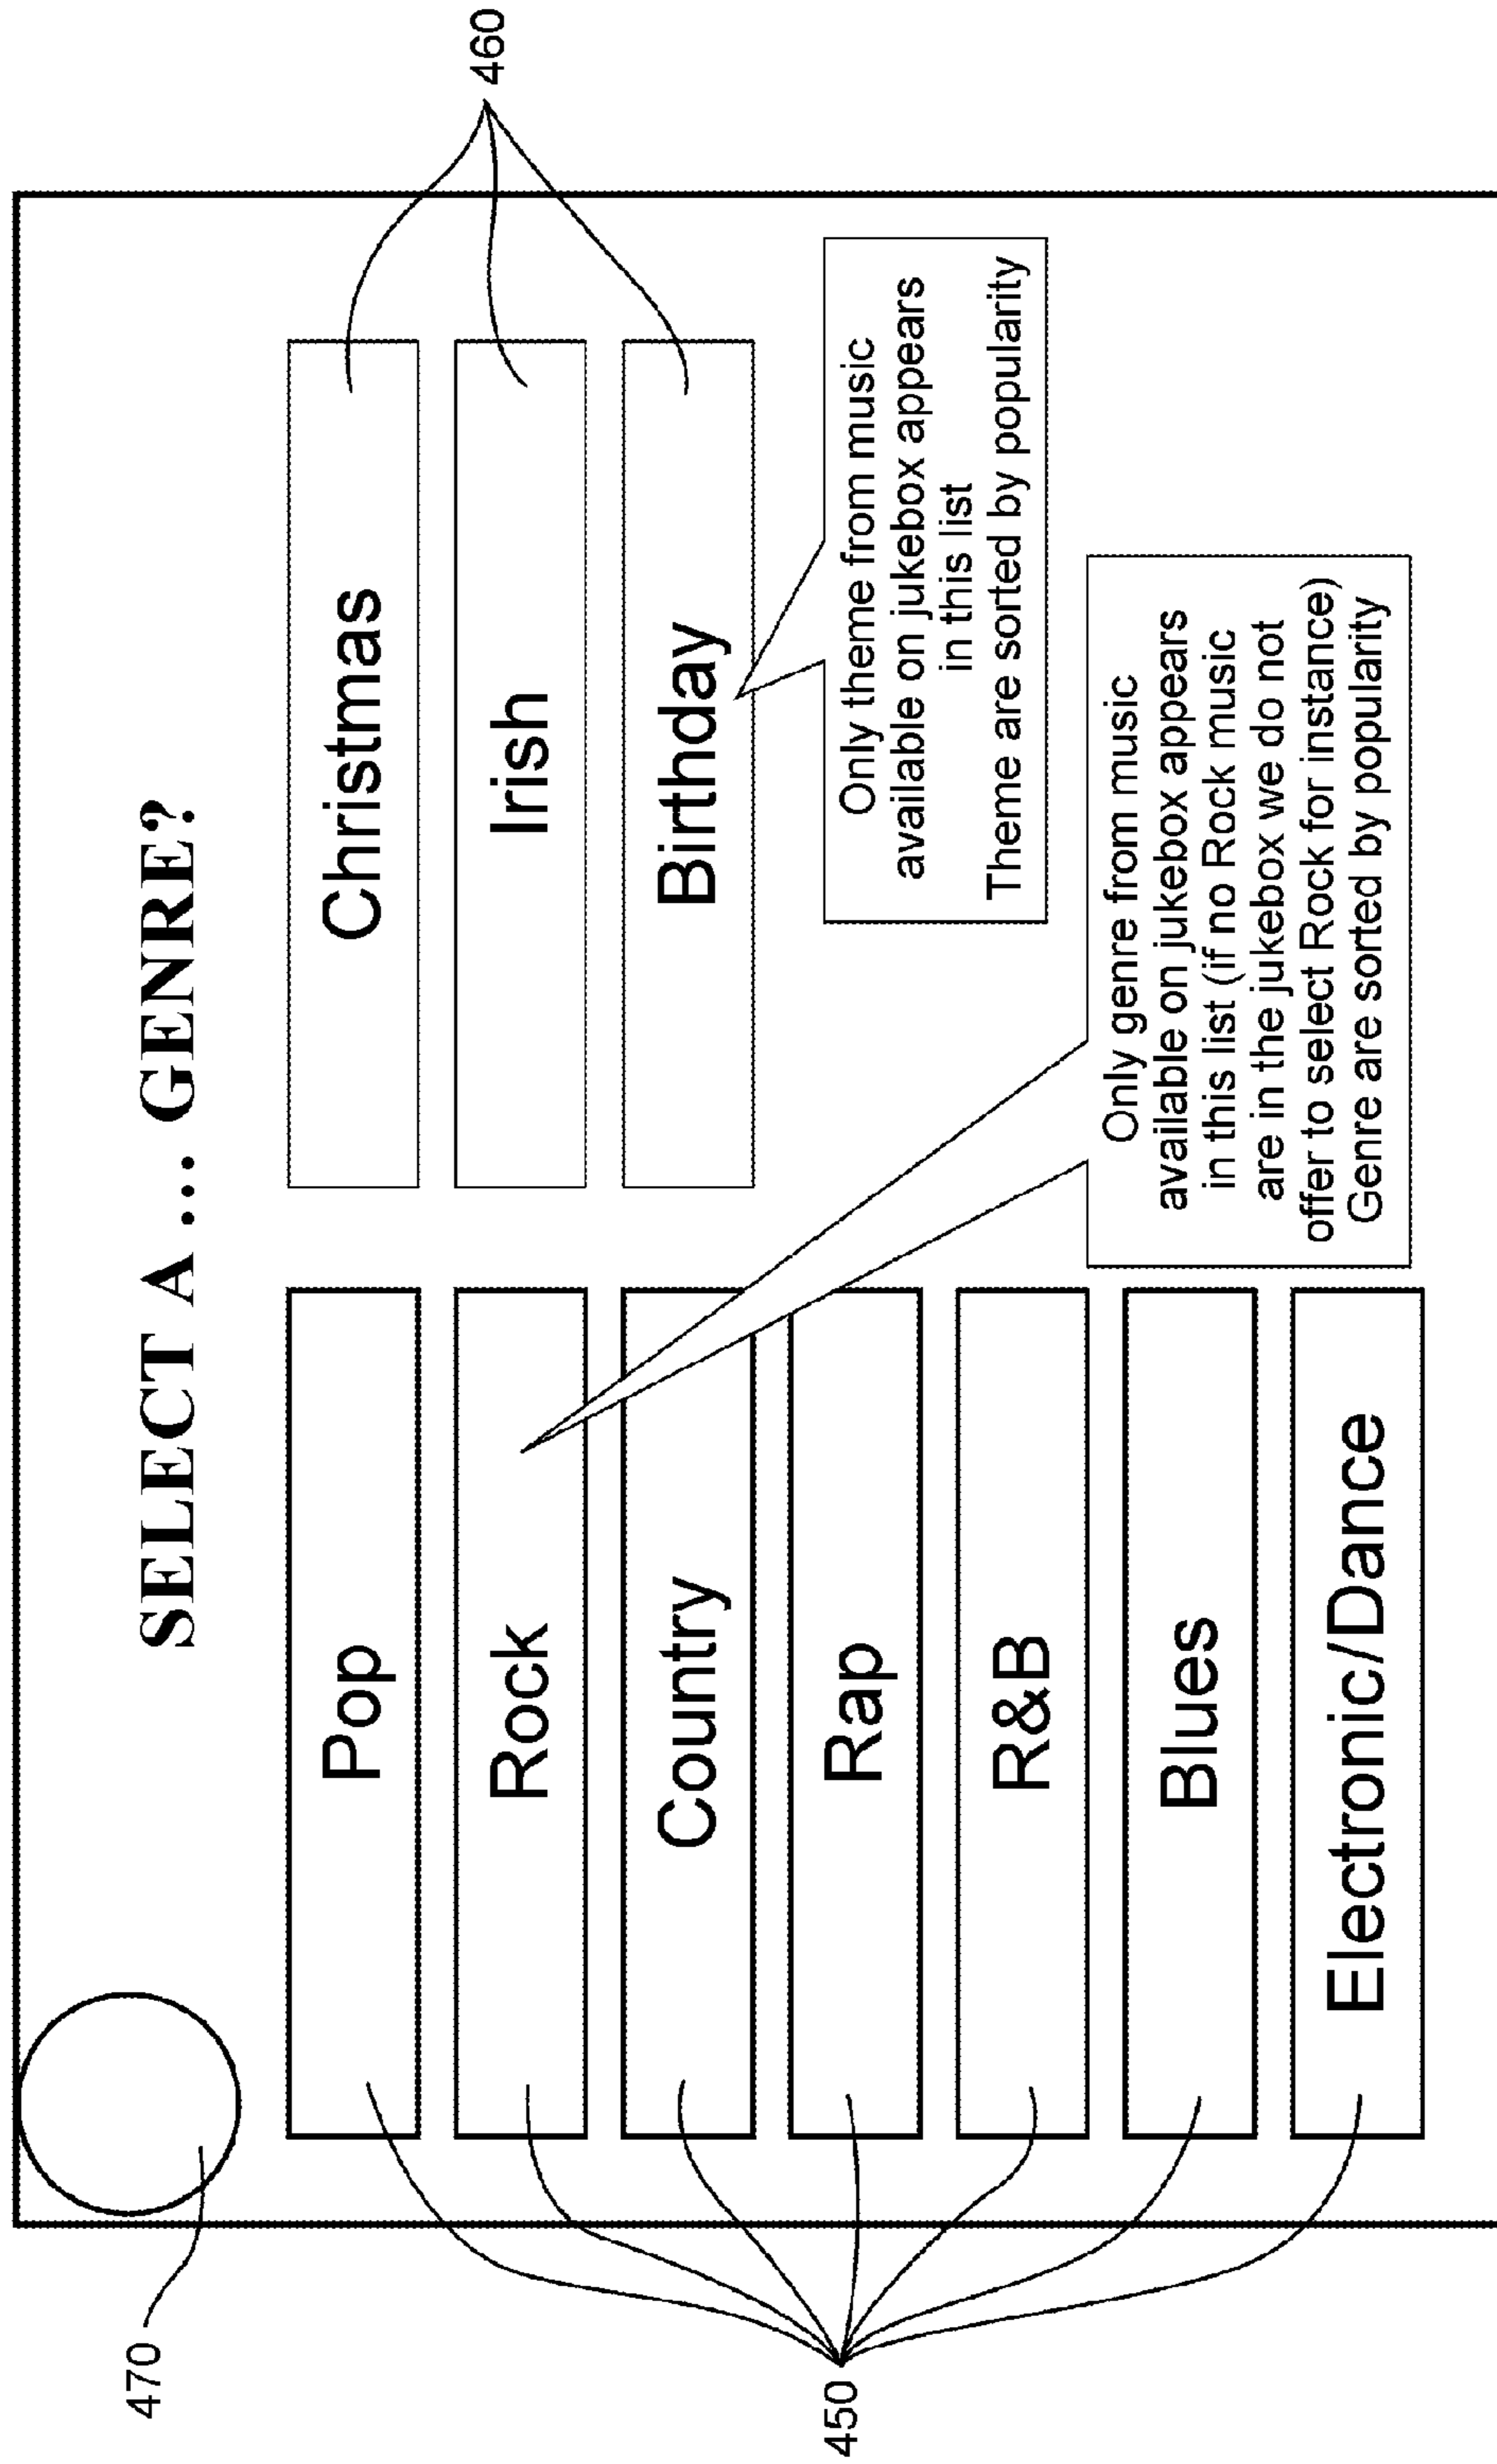 470
SELECT A ... GENRE?
Pop
Rock
Country
Rap
R&B
Blues
Electronic/Dance
450
Christmas
Irish
Birthday
460
Only theme from music
available on jukebox appears
in this list
Theme are sorted by popularity
Only genre from music
available on jukebox appears
in this list (if no Rock music
are in the jukebox we do not
offer to select Rock for instance)
Genre are sorted by popularity